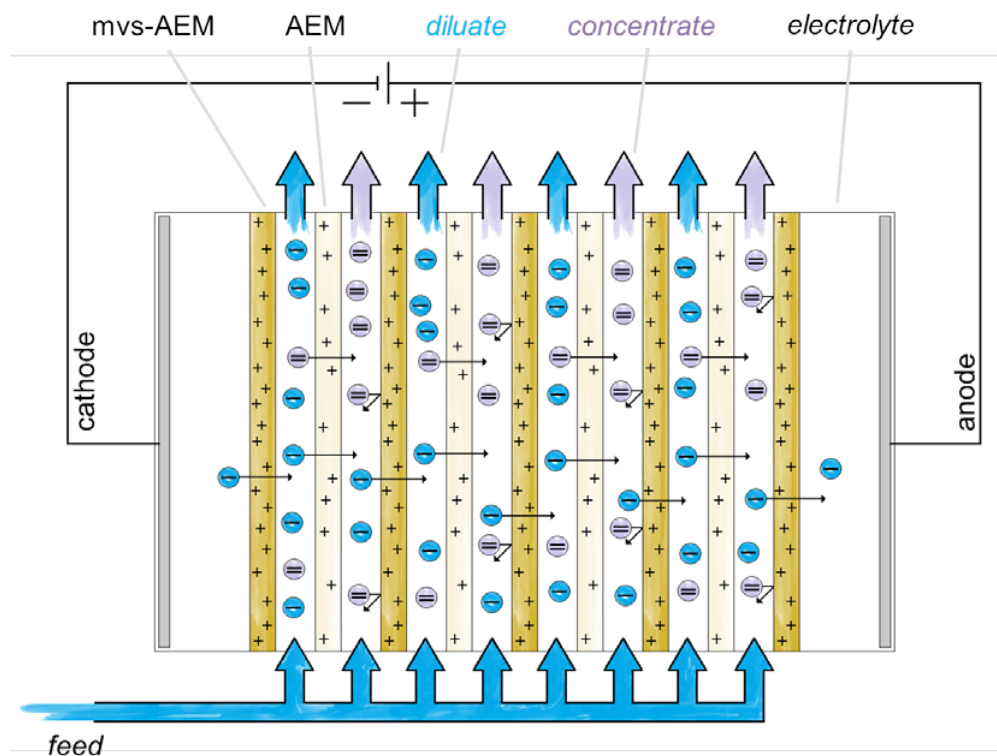 mvs-AEM AEM diluate concentrate electrolyte
− +
cathode
anode
feed